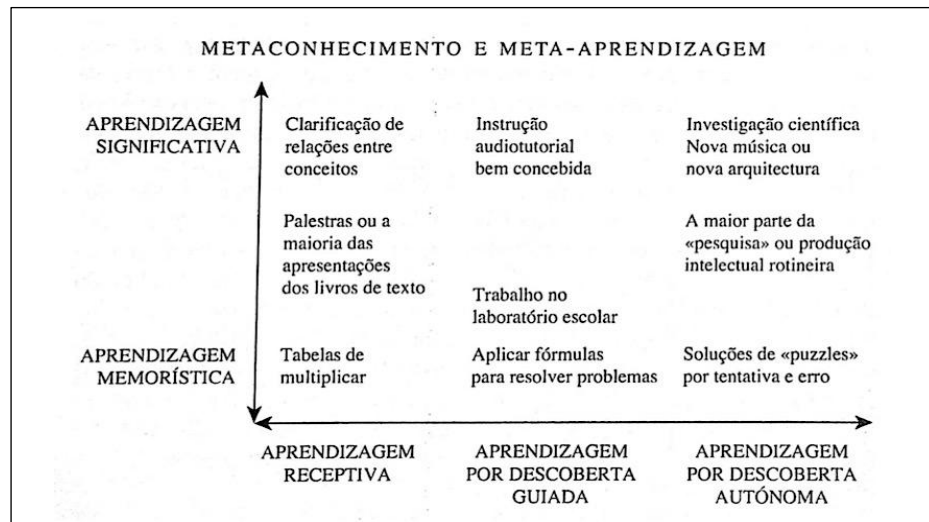 METACONHECIMENTO E META-APRENDIZAGEM
APRENDIZAGEM
SIGNIFICATIVA
Clarificação de
relações entre
conceitos
Instrução
audiotutorial
bem concebida
Investigação científica
Nova música ou
nova arquitectura
Palestras ou a
maioria das
apresentações
dos livros de texto
A maior parte da
«pesquisa» ou produção
intelectual rotineira
Trabalho no
laboratório escolar
APRENDIZAGEM
MEMORÍSTICA
Tabelas de
multiplicar
Aplicar fórmulas
para resolver problemas
Soluções de «puzzles»
por tentativa e erro
APRENDIZAGEM
RECEPTIVA
APRENDIZAGEM
POR DESCOBERTA
GUIADA
APRENDIZAGEM
POR DESCOBERTA
AUTÓNOMA